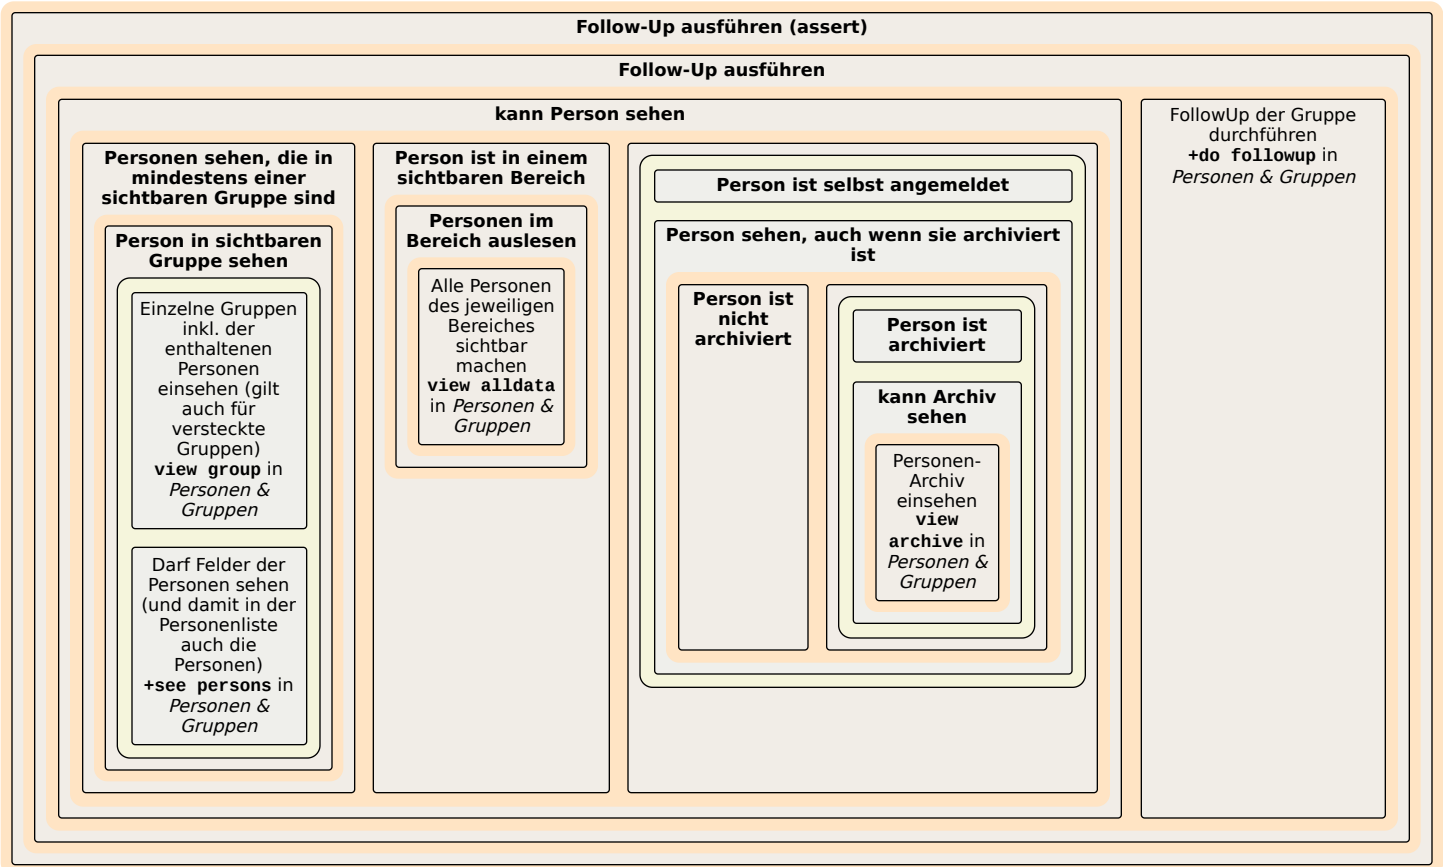 Follow-Up ausführen (assert)
Follow-Up ausführen
kann Person sehen
Personen sehen, die in
mindestens einer
sichtbaren Gruppe sind
Person in sichtbaren
Gruppe sehen
Einzelne Gruppen
inkl. der
enthaltenen
Personen
einsehen (gilt
auch für
versteckte
Gruppen)
view group in
Personen &
Gruppen
Darf Felder der
Personen sehen
(und damit in der
Personenliste
auch die
Personen)
+see persons in
Personen &
Gruppen
Person ist in einem
sichtbaren Bereich
Personen im
Bereich auslesen
Alle Personen
des jeweiligen
Bereiches
sichtbar
machen
view alldata
in Personen &
Gruppen
Person ist selbst angemeldet
Person sehen, auch wenn sie archiviert
ist
Person ist
nicht
archiviert
Person ist
archiviert
kann Archiv
sehen
Personen-
Archiv
einsehen
view
archive in
Personen &
Gruppen
FollowUp der Gruppe
durchführen
+do followup in
Personen & Gruppen